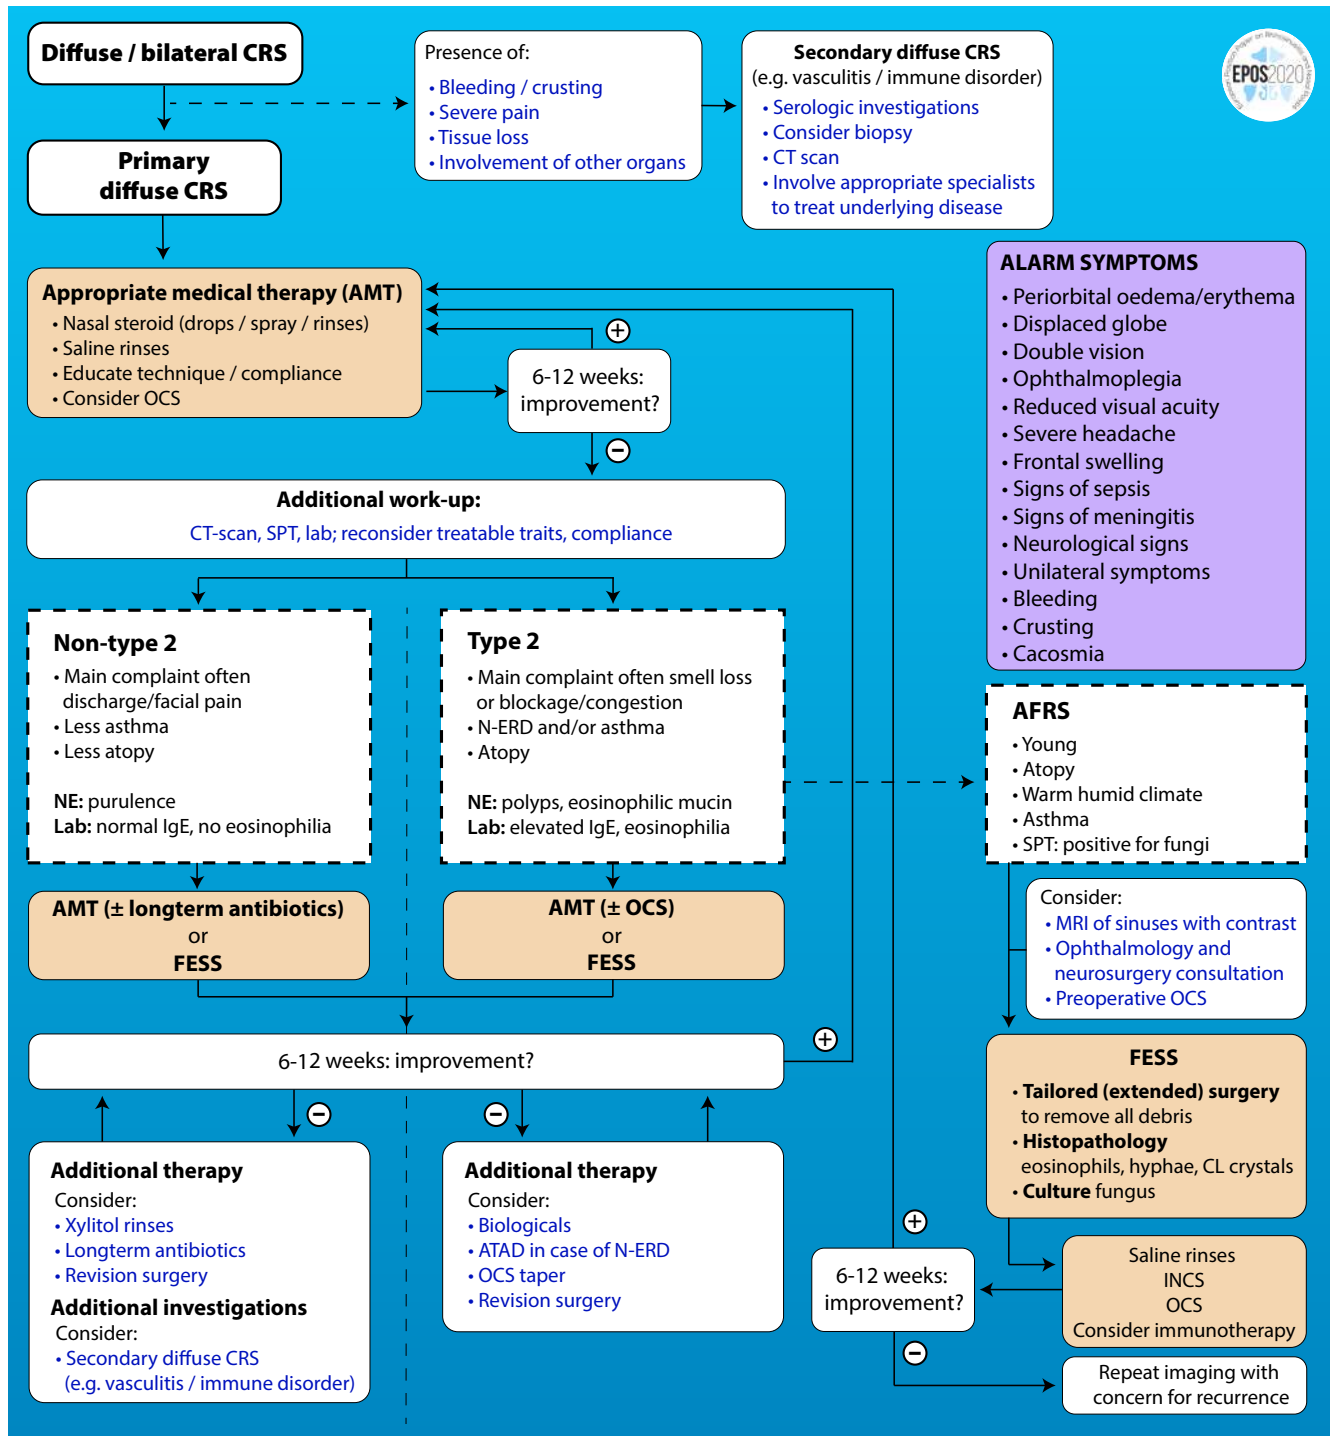 Diffuse / bilateral CRS
Presence of:
• Bleeding / crusting
• Severe pain
• Tissue loss
• Involvement of other organs
Secondary diffuse CRS
(e.g. vasculitis / immune disorder)
• Serologic investigations
• Consider biopsy
• CT scan
• Involve appropriate specialists
to treat underlying disease
European Position Paper on Rhinosinusitis and Nasal Polyps
EPOS2020
Primary
diffuse CRS
Appropriate medical therapy (AMT)
• Nasal steroid (drops / spray / rinses)
• Saline rinses
• Educate technique / compliance
• Consider OCS
+
6-12 weeks:
improvement?
−
ALARM SYMPTOMS
• Periorbital oedema/erythema
• Displaced globe
• Double vision
• Ophthalmoplegia
• Reduced visual acuity
• Severe headache
• Frontal swelling
• Signs of sepsis
• Signs of meningitis
• Neurological signs
• Unilateral symptoms
• Bleeding
• Crusting
• Cacosmia
Additional work-up:
CT-scan, SPT, lab; reconsider treatable traits, compliance
Non-type 2
• Main complaint often
discharge/facial pain
• Less asthma
• Less atopy
NE: purulence
Lab: normal IgE, no eosinophilia
Type 2
• Main complaint often smell loss
or blockage/congestion
• N-ERD and/or asthma
• Atopy
NE: polyps, eosinophilic mucin
Lab: elevated IgE, eosinophilia
AFRS
• Young
• Atopy
• Warm humid climate
• Asthma
• SPT: positive for fungi
AMT (± longterm antibiotics)
or
FESS
AMT (± OCS)
or
FESS
Consider:
• MRI of sinuses with contrast
• Ophthalmology and
neurosurgery consultation
• Preoperative OCS
6-12 weeks: improvement?
+
−
−
FESS
• Tailored (extended) surgery
to remove all debris
• Histopathology
eosinophils, hyphae, CL crystals
• Culture fungus
Additional therapy
Consider:
• Xylitol rinses
• Longterm antibiotics
• Revision surgery
Additional investigations
Consider:
• Secondary diffuse CRS
(e.g. vasculitis / immune disorder)
Additional therapy
Consider:
• Biologicals
• ATAD in case of N-ERD
• OCS taper
• Revision surgery
+
6-12 weeks:
improvement?
−
Saline rinses
INCS
OCS
Consider immunotherapy
Repeat imaging with
concern for recurrence